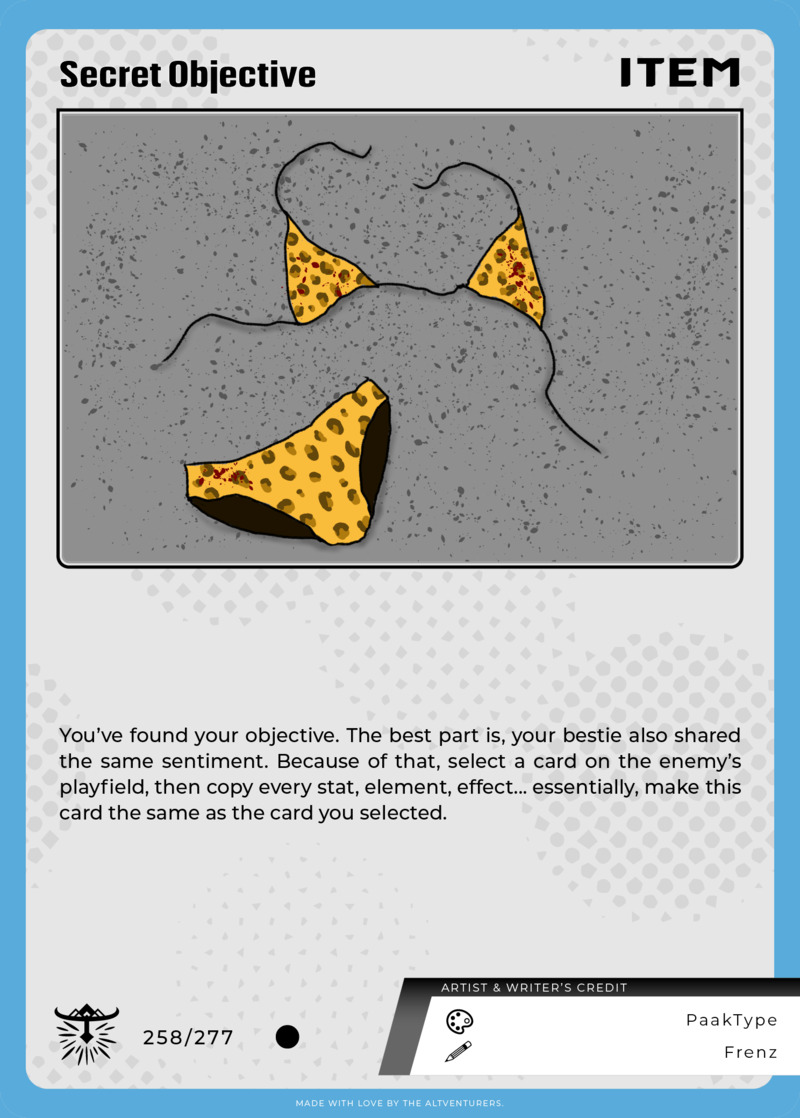 Secret Objective
ITEM
You’ve found your objective. The best part is, your bestie also shared
the same sentiment. Because of that, select a card on the enemy’s
playfield, then copy every stat, element, effect... essentially, make this
card the same as the card you selected.
ARTIST & WRITER’S CREDIT
PaakType
258/277
Frenz
MADE WITH LOVE BY THE ALTVENTURERS.